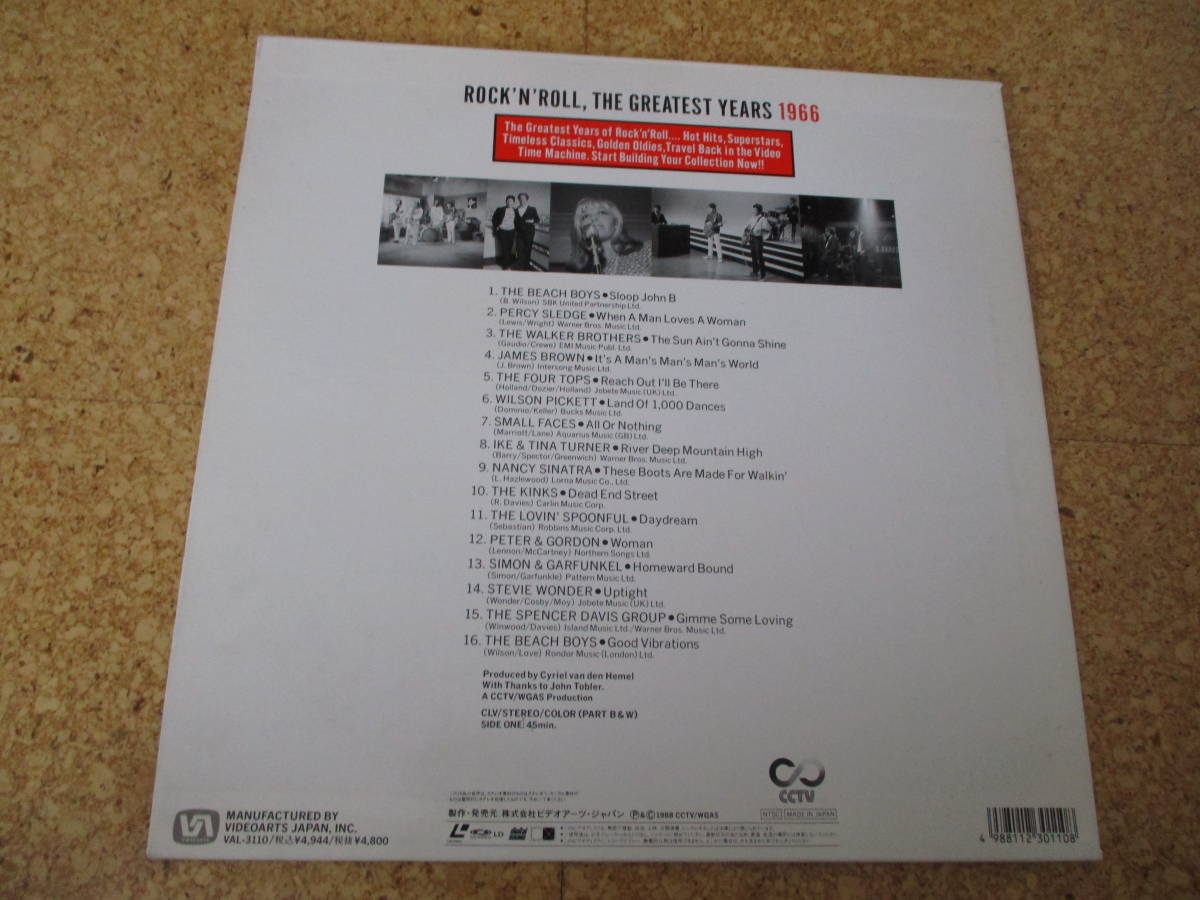 ROCK'N'ROLL, THE GREATEST YEARS 1966
The Greatest Years of Rock'n'Roll.... Hot Hits, Superstars,
Timeless Classics, Golden Oldies, Travel Back in the Video
Time Machine. Start Building Your Collection Now!!
1. THE BEACH BOYS●Sloop John B
(B. Wilson) SBK United Partnership Ltd.
2. PERCY SLEDGE●When A Man Loves A Woman
(Lewis/Wright) Warner Bros. Music Ltd.
3. THE WALKER BROTHERS●The Sun Ain't Gonna Shine
(Gaudio/Crewe) EMI Music Publ. Ltd.
4. JAMES BROWN●It's A Man's Man's Man's World
(J. Brown) Intersong Music Ltd.
5. THE FOUR TOPS●Reach Out I'll Be There
(Holland/Dozier/Holland) Jobete Music (UK) Ltd.
6. WILSON PICKETT●Land Of 1,000 Dances
(Dominio/Keller) Bucks Music Ltd.
7. SMALL FACES●All Or Nothing
(Marriott/Lane) Aquarius Music (GB) Ltd.
8. IKE & TINA TURNER●River Deep Mountain High
(Barry/Spector/Greenwich) Warner Bros. Music Ltd.
9. NANCY SINATRA●These Boots Are Made For Walkin'
(L. Hazlewood) Lorna Music Co., Ltd.
10. THE KINKS●Dead End Street
(R. Davies) Carlin Music Corp.
11. THE LOVIN' SPOONFUL●Daydream
(Sebastian) Robbins Music Corp. Ltd.
12. PETER & GORDON●Woman
(Lennon/McCartney) Northern Songs Ltd.
13. SIMON & GARFUNKEL●Homeward Bound
(Simon/Garfunkle) Pattern Music Ltd.
14. STEVIE WONDER●Uptight
(Wonder/Cosby/Moy) Jobete Music (UK) Ltd.
15. THE SPENCER DAVIS GROUP●Gimme Some Loving
(Winwood/Davies) Island Music Ltd./Warner Bros. Music Ltd.
16. THE BEACH BOYS●Good Vibrations
(Wilson/Love) Rondor Music (London) Ltd.
Produced by Cyriel van den Hemel
With Thanks to John Tobler.
A CCTV/WGAS Production
CLV/STEREO/COLOR (PART B & W)
SIDE ONE: 45min.
CCTV
MANUFACTURED BY
VIDEOARTS JAPAN, INC.
VAL-3110/税込¥4,944/税抜¥4,800
製作・発売元 株式会社ビデオアーツ・ジャパン Ⓟ&Ⓒ1988 CCTV/WGAS
LD
NTSC MADE IN JAPAN
4 988112 301108